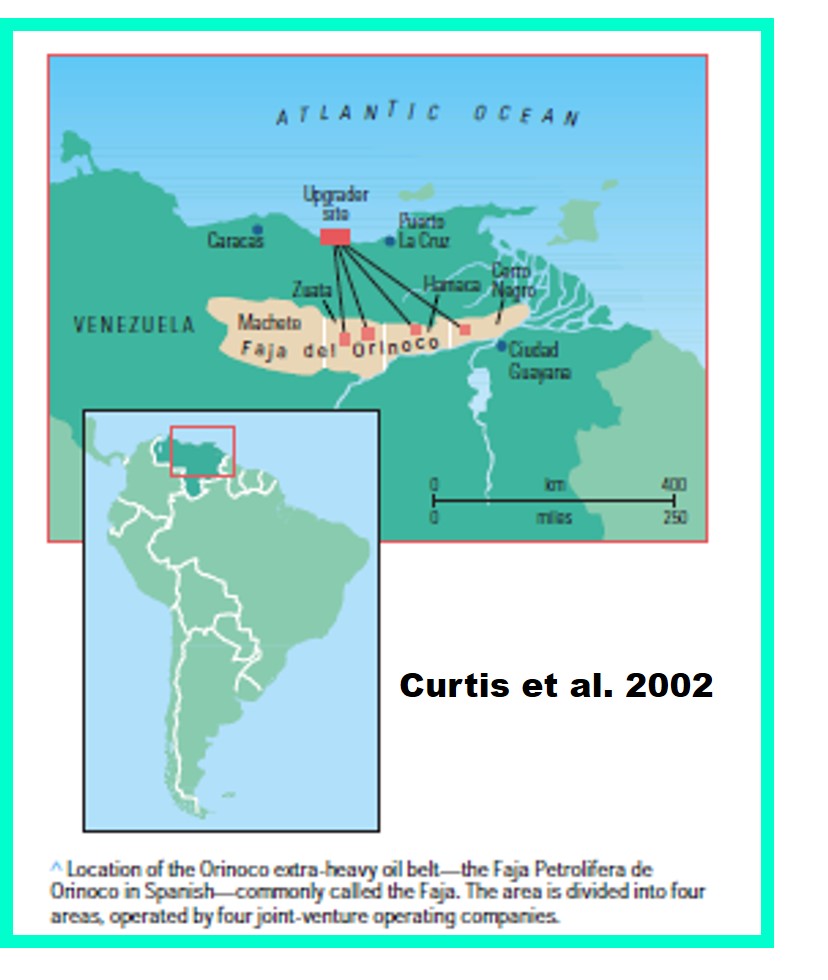 ATLANTIC OCEAN
Upgrader
site
Caracas
Puerto
La Cruz
Zuata
Hamaca
Cerro
Negro
VENEZUELA
Machete
Faja del Orinoco
Ciudad
Guayana
0 km 400
0 miles 250
Curtis et al. 2002
^ Location of the Orinoco extra-heavy oil belt—the Faja Petrolífera de
Orinoco in Spanish—commonly called the Faja. The area is divided into four
areas, operated by four joint-venture operating companies.